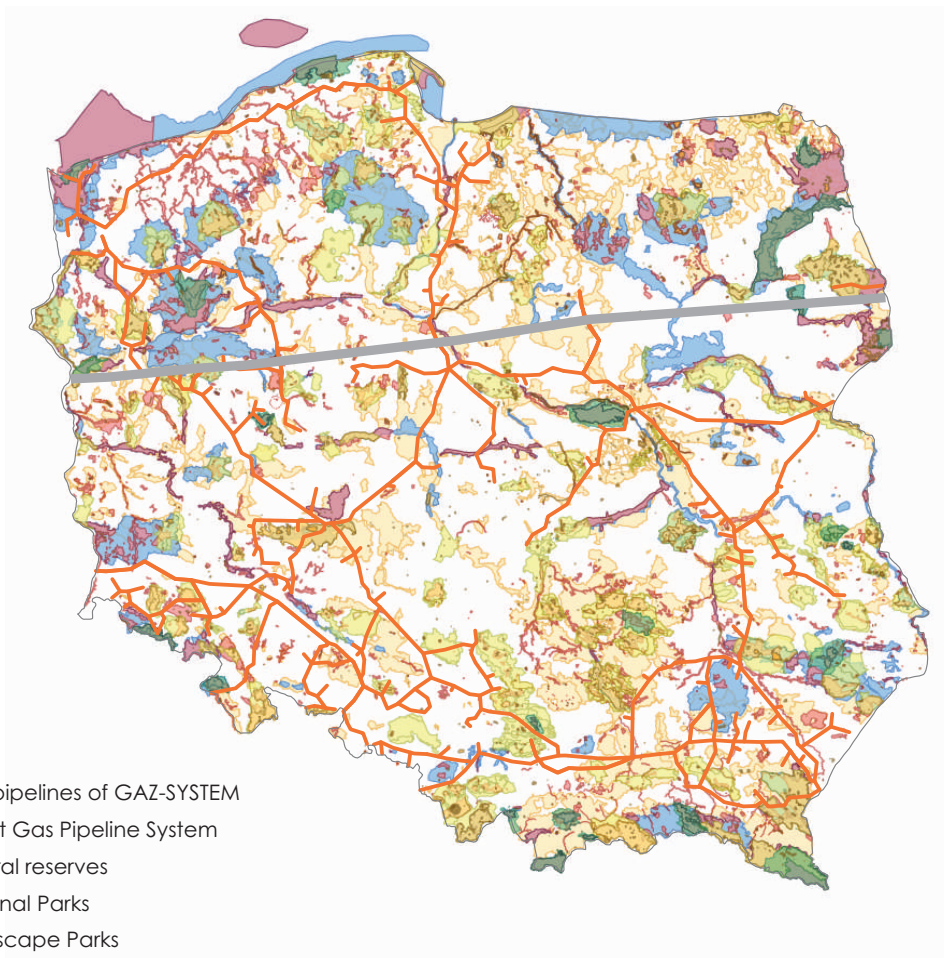 pipelines of GAZ-SYSTEM
t Gas Pipeline System
al reserves
nal Parks
scape Parks